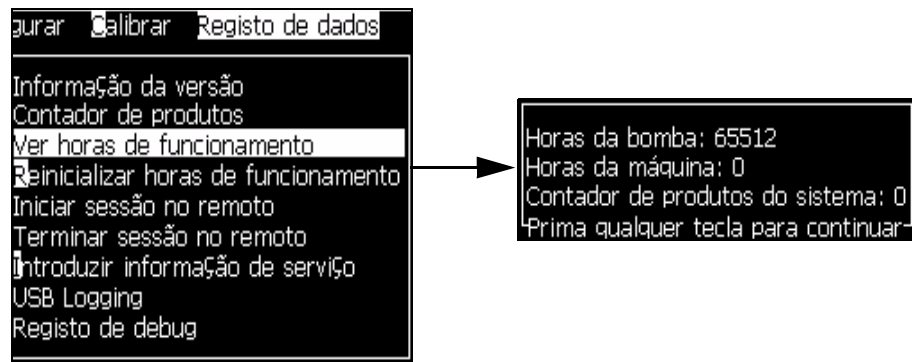 gurar Calibrar Registo de dados
Informação da versão
Contador de produtos
Ver horas de funcionamento
Reinicializar horas de funcionamento
Iniciar sessão no remoto
Terminar sessão no remoto
Introduzir informação de serviço
USB Logging
Registo de debug
Horas da bomba: 65512
Horas da máquina: 0
Contador de produtos do sistema: 0
Prima qualquer tecla para continuar